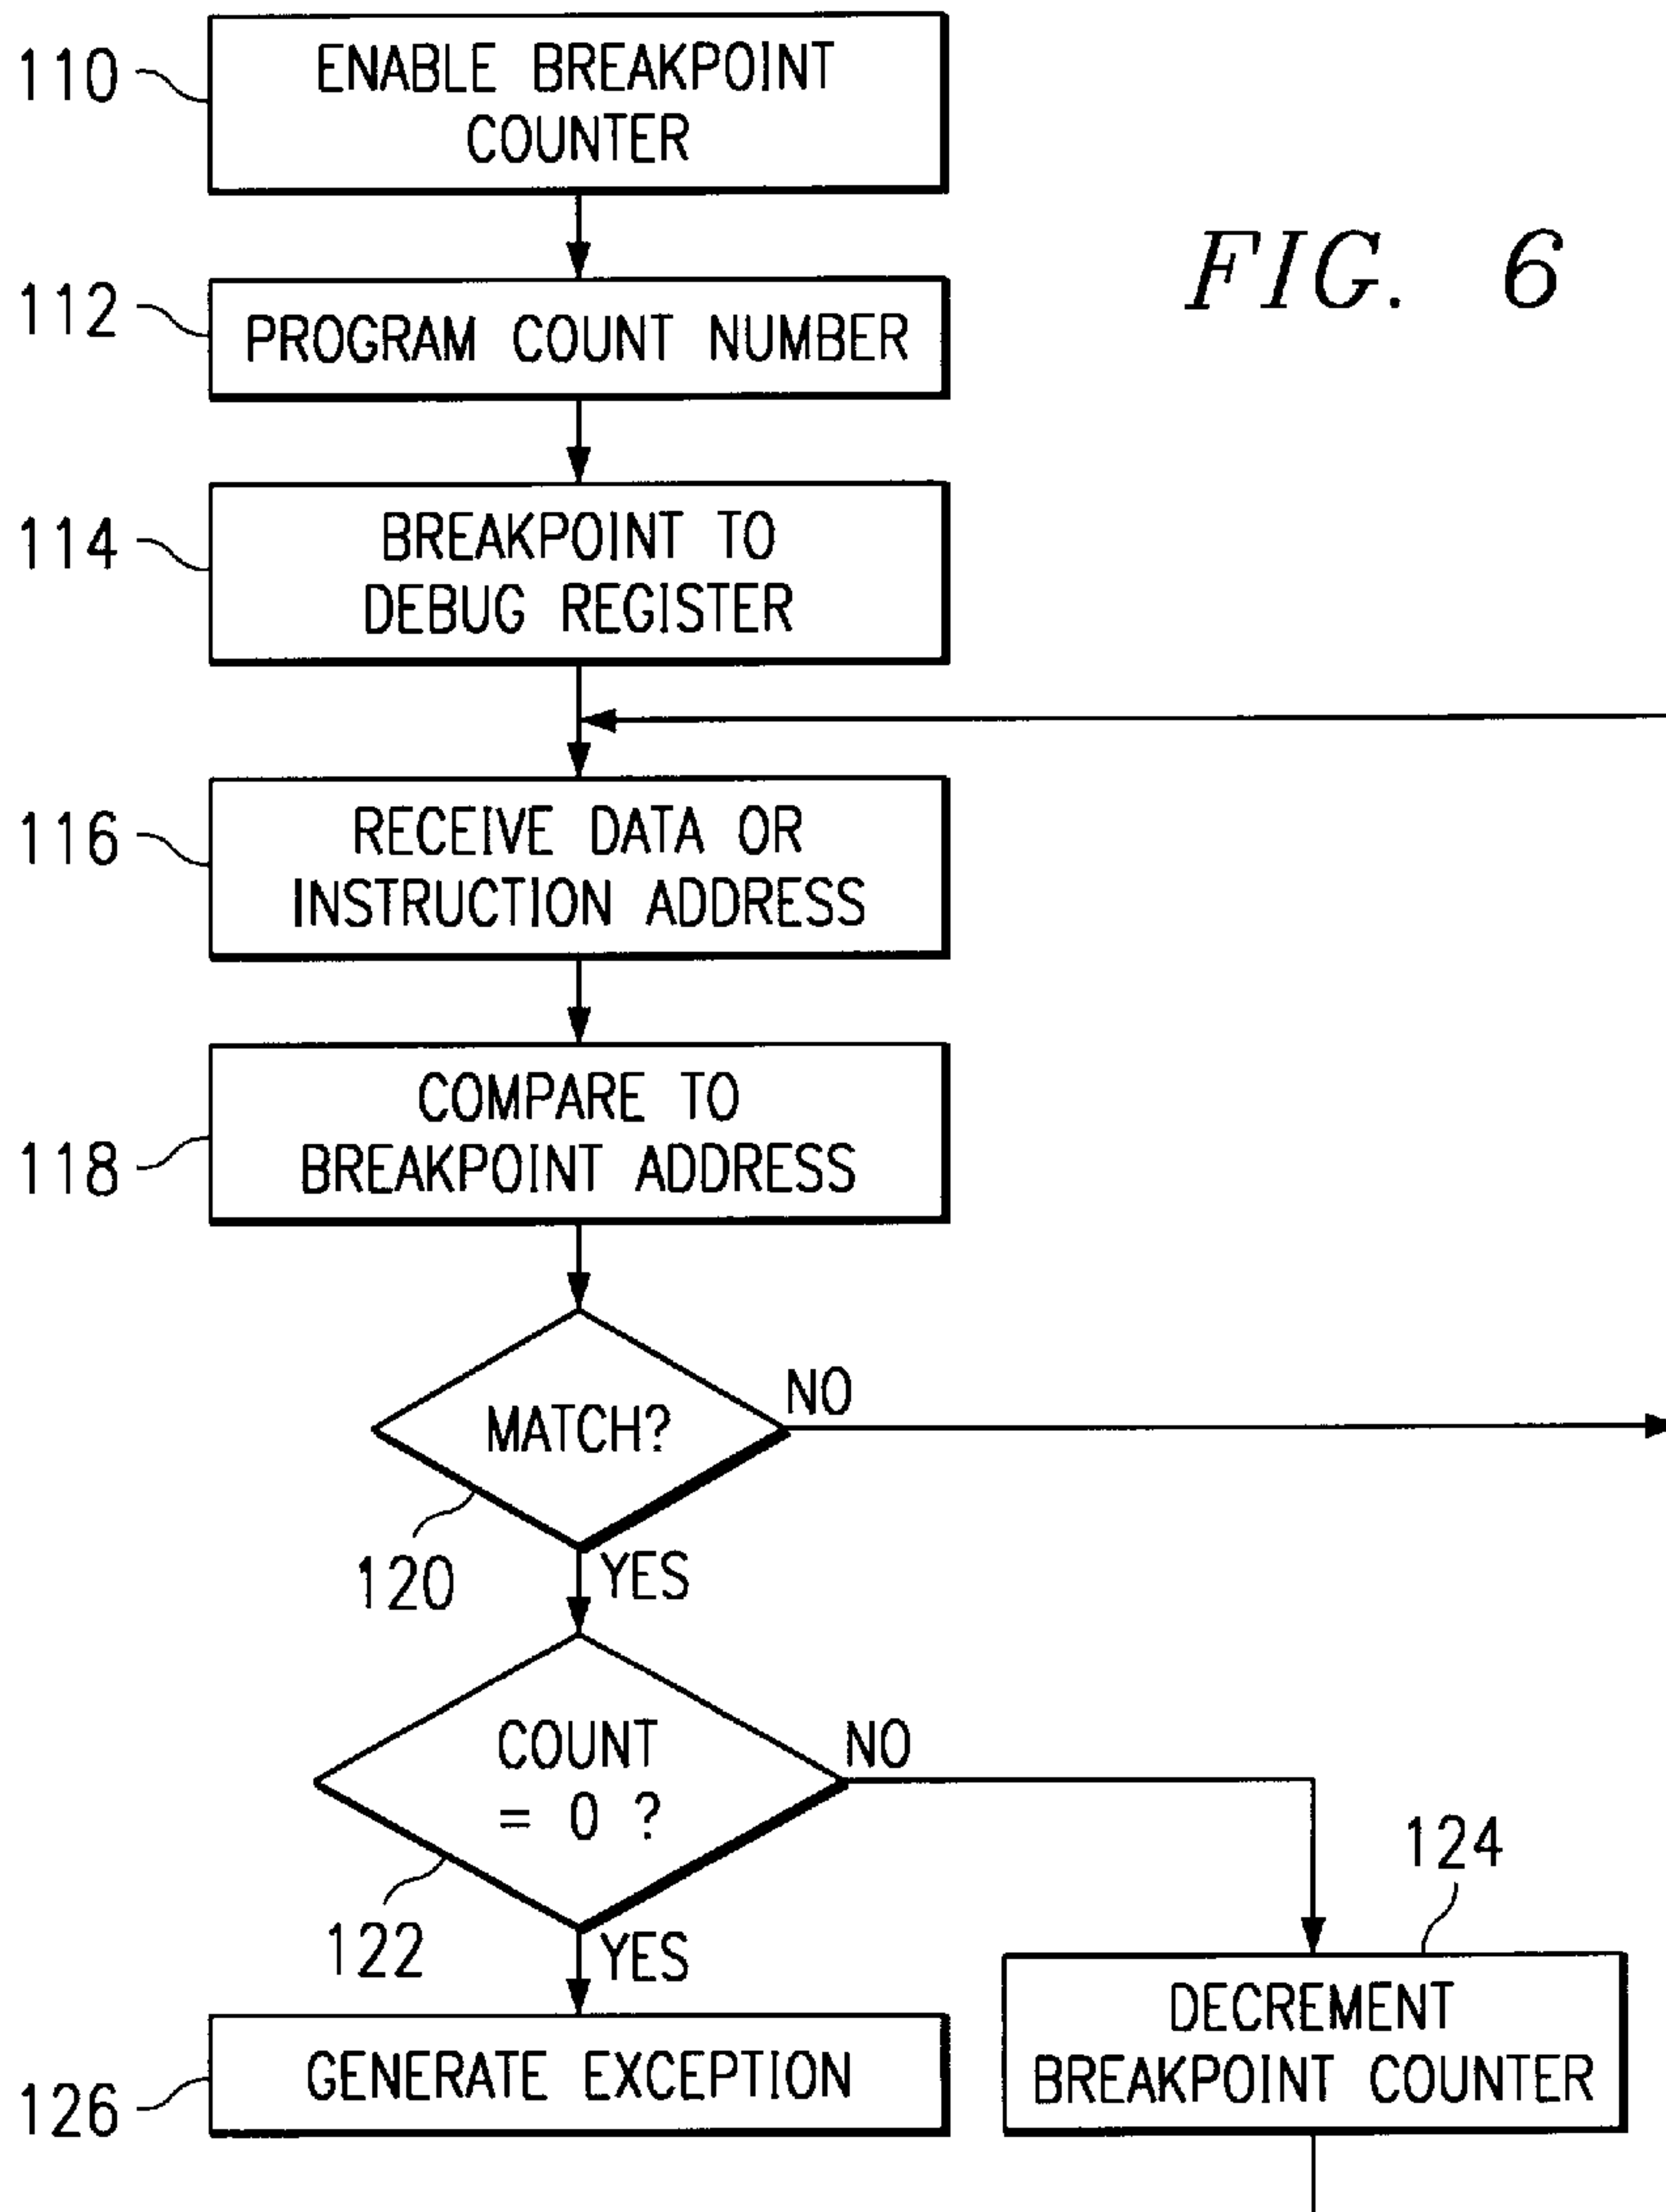 110
ENABLE BREAKPOINT
COUNTER
FIG. 6
112
PROGRAM COUNT NUMBER
114
BREAKPOINT TO
DEBUG REGISTER
116
RECEIVE DATA OR
INSTRUCTION ADDRESS
118
COMPARE TO
BREAKPOINT ADDRESS
MATCH?
NO
120
YES
COUNT
= 0 ?
NO
122
YES
124
DECREMENT
BREAKPOINT COUNTER
126
GENERATE EXCEPTION